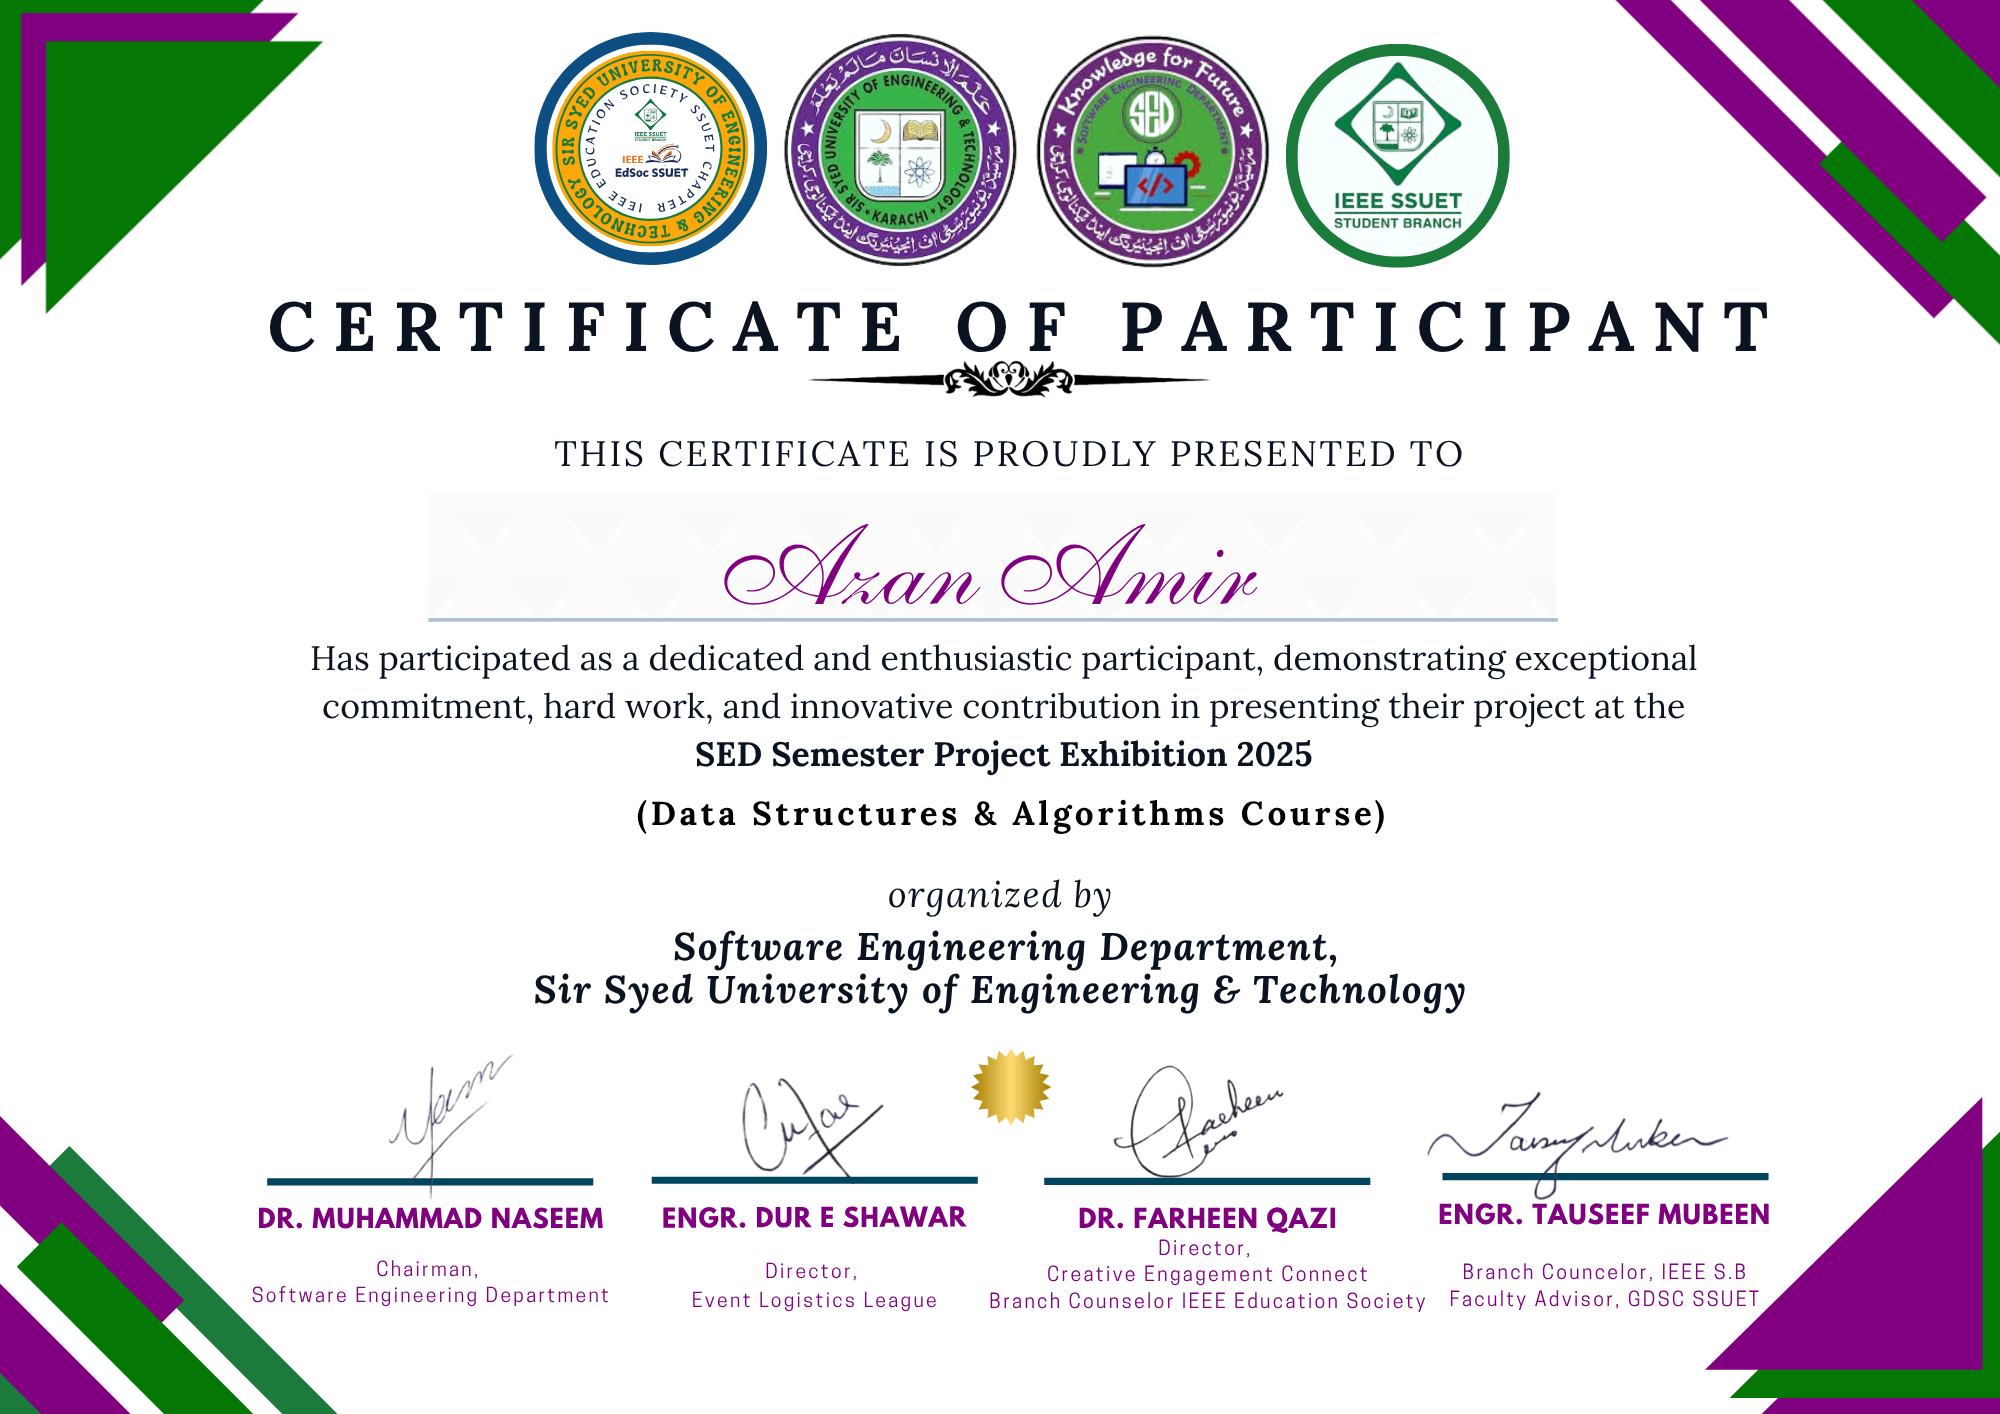 SIR SYED UNIVERSITY OF ENGINEERING & TECHNOLOGY
IEEE EDUCATION SOCIETY SSUET CHAPTER
IEEE SSUET
STUDENT BRANCH
IEEE
EdSoc SSUET
SIR SYED UNIVERSITY OF ENGINEERING & TECHNOLOGY
KARACHI
Knowledge for Future
SOFTWARE ENGINEERING DEPARTMENT
SED
</>
IEEE SSUET
STUDENT BRANCH
CERTIFICATE OF PARTICIPANT
THIS CERTIFICATE IS PROUDLY PRESENTED TO
Azan Amir
Has participated as a dedicated and enthusiastic participant, demonstrating exceptional
commitment, hard work, and innovative contribution in presenting their project at the
SED Semester Project Exhibition 2025
(Data Structures & Algorithms Course)
organized by
Software Engineering Department,
Sir Syed University of Engineering & Technology
DR. MUHAMMAD NASEEM
Chairman,
Software Engineering Department
ENGR. DUR E SHAWAR
Director,
Event Logistics League
DR. FARHEEN QAZI
Director,
Creative Engagement Connect
Branch Counselor IEEE Education Society
ENGR. TAUSEEF MUBEEN
Branch Councelor, IEEE S.B
Faculty Advisor, GDSC SSUET